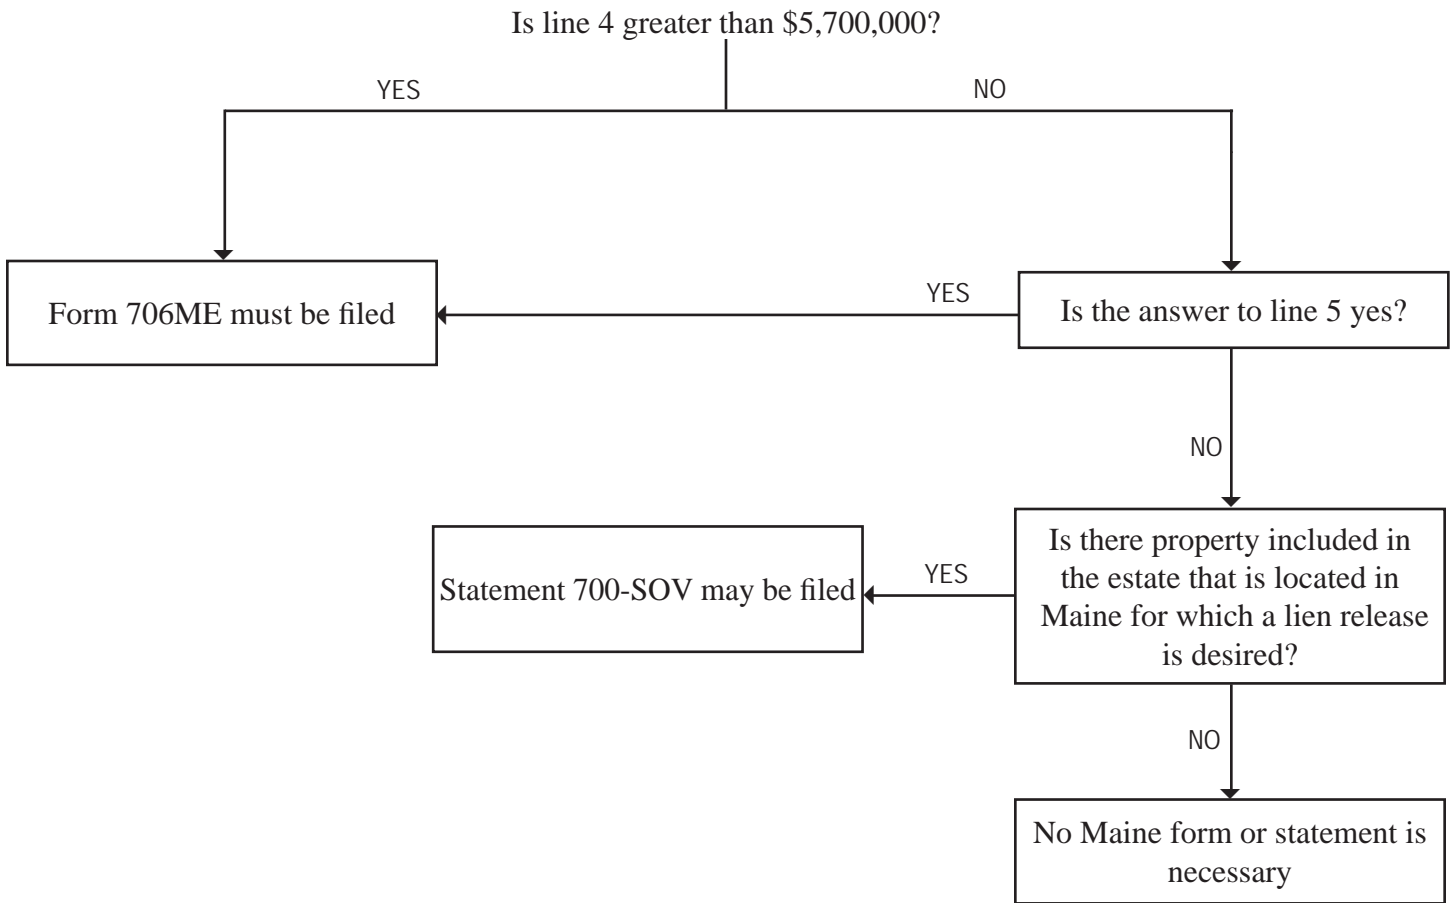 Is line 4 greater than $5,700,000?
YES
NO
Form 706ME must be filed
YES
Is the answer to line 5 yes?
NO
Statement 700-SOV may be filed
YES
Is there property included in
the estate that is located in
Maine for which a lien release
is desired?
NO
No Maine form or statement is
necessary